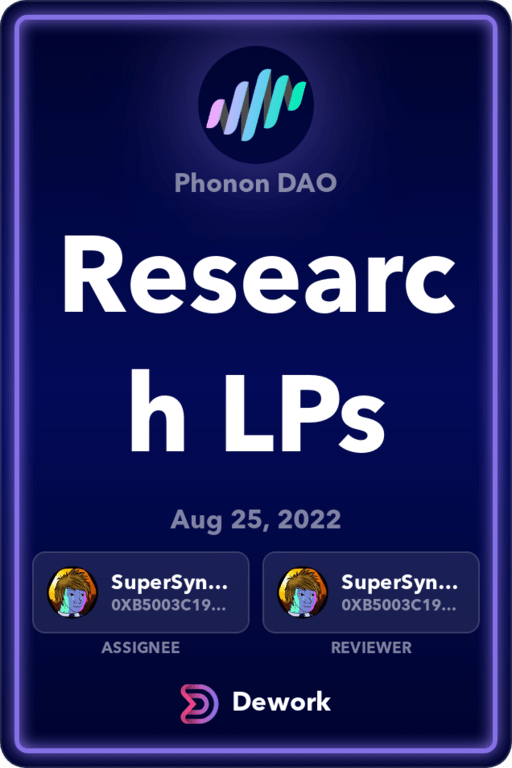 Phonon DAO
Researc
h LPs
Aug 25, 2022
SuperSyn... SuperSyn...
0XB5003C19... 0XB5003C19...
ASSIGNEE REVIEWER
Dework